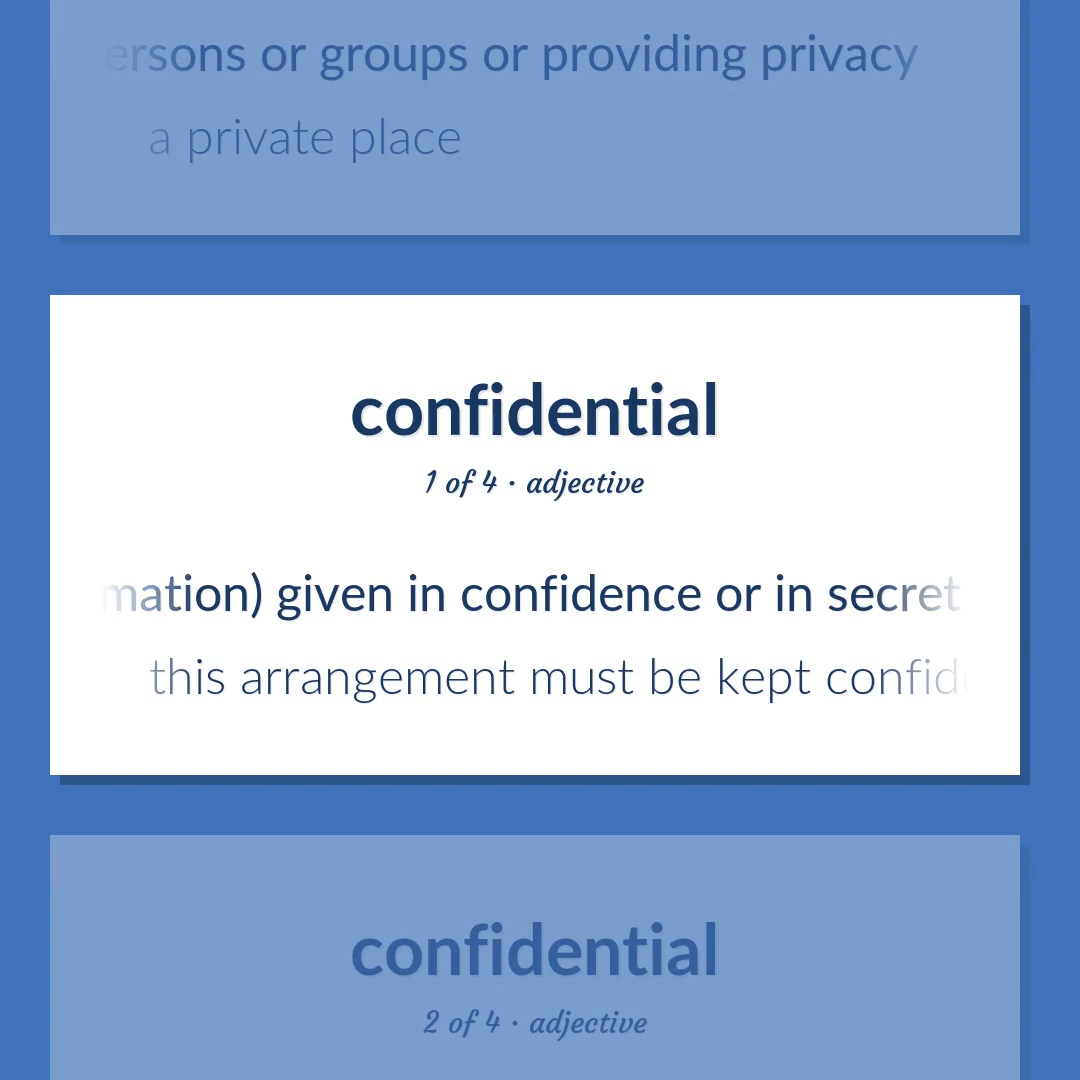 ersons or groups or providing privacy
a private place
confidential
1 of 4 · adjective
mation) given in confidence or in secret
this arrangement must be kept confid
confidential
2 of 4 · adjective